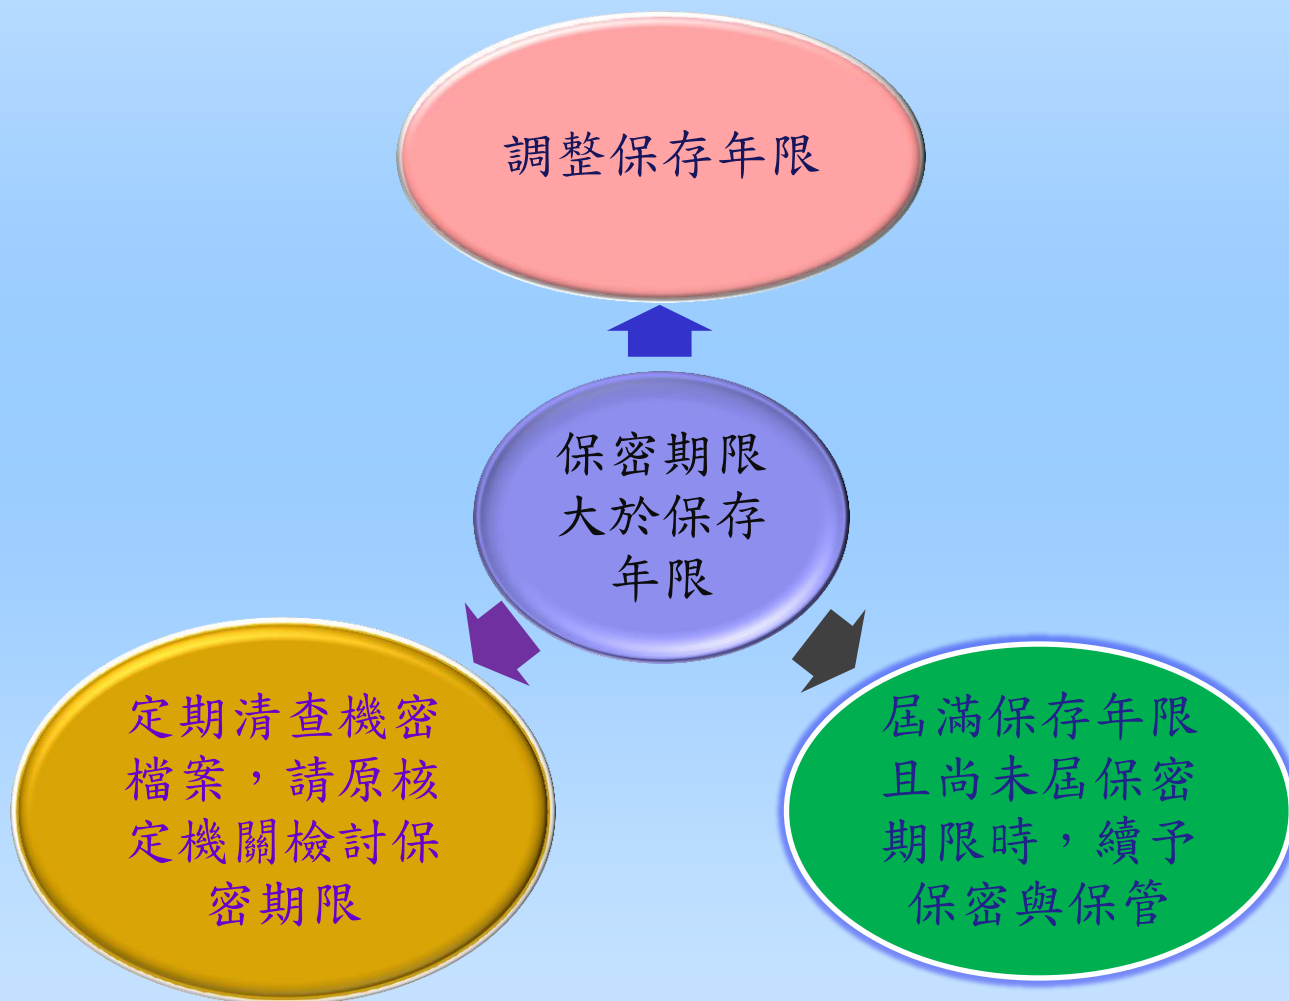 調整保存年限
保密期限
大於保存
年限
定期清查機密
檔案，請原核
定機關檢討保
密期限
屆滿保存年限
且尚未屆保密
期限時，續予
保密與保管